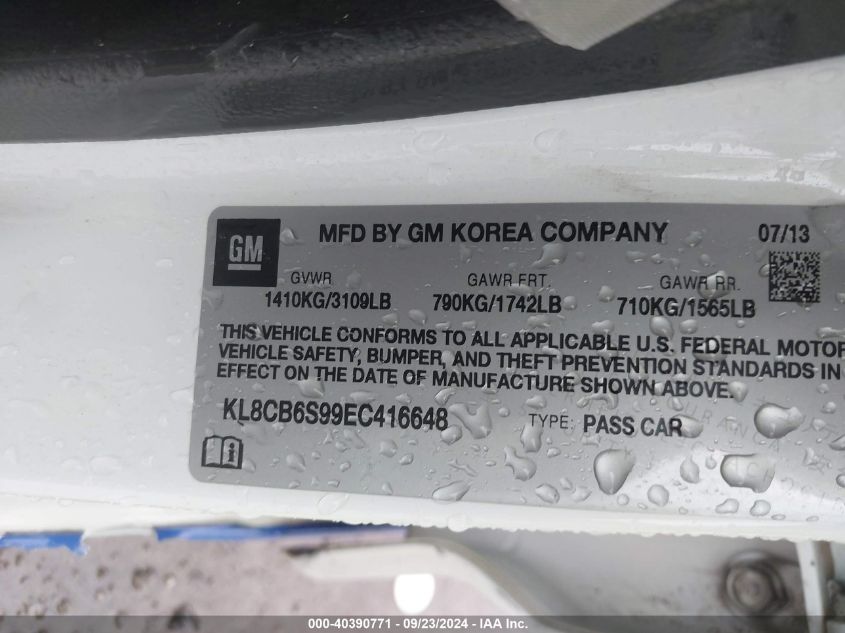 GM
MFD BY GM KOREA COMPANY 07/13
GVWR GAWR FRT. GAWR RR.
1410KG/3109LB 790KG/1742LB 710KG/1565LB
THIS VEHICLE CONFORMS TO ALL APPLICABLE U.S. FEDERAL MOTOR
VEHICLE SAFETY, BUMPER, AND THEFT PREVENTION STANDARDS IN
EFFECT ON THE DATE OF MANUFACTURE SHOWN ABOVE.
KL8CB6S99EC416648 TYPE: PASS CAR
000-40390771 - 09/23/2024 - IAA Inc.